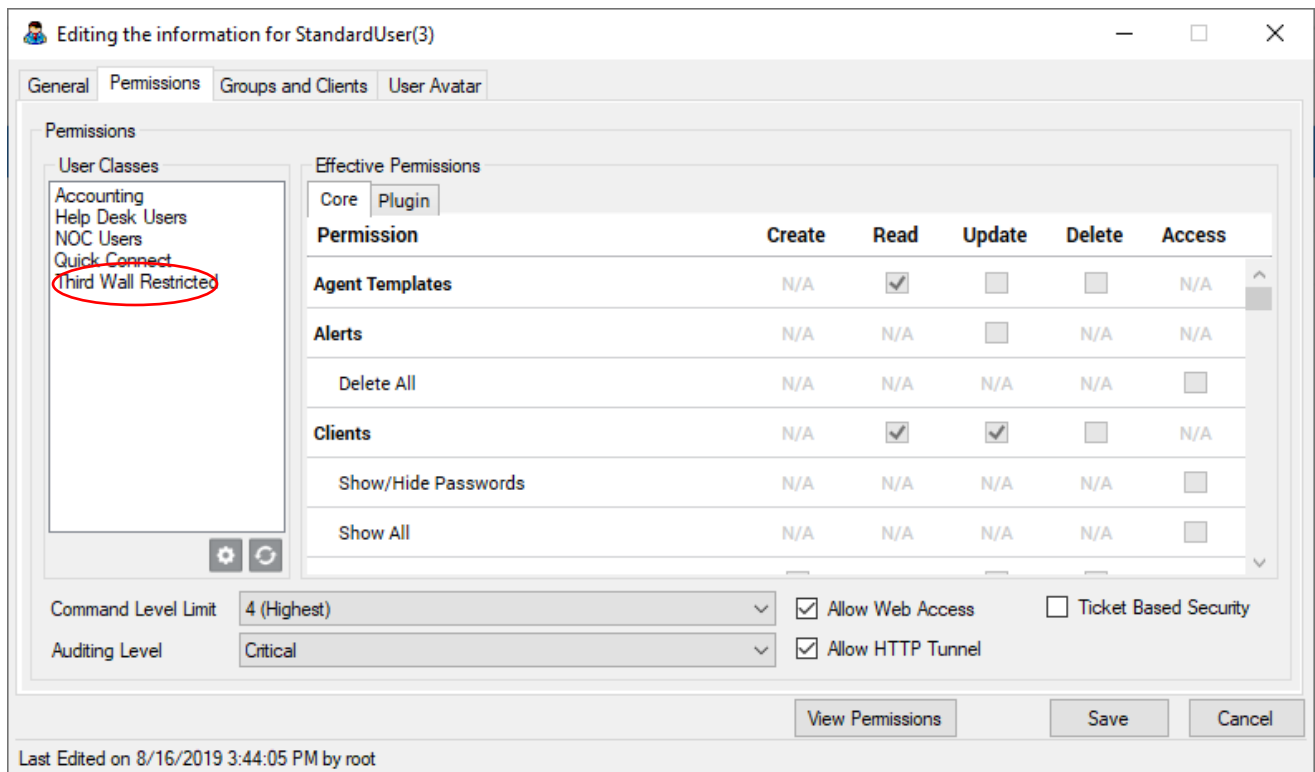 Editing the information for StandardUser(3)
General Permissions Groups and Clients User Avatar
Permissions
User Classes
Accounting
Help Desk Users
NOC Users
Quick Connect
Third Wall Restricted
Effective Permissions
Core Plugin
Permission Create Read Update Delete Access
Agent Templates N/A N/A
Alerts N/A N/A N/A N/A
Delete All N/A N/A N/A N/A
Clients N/A N/A
Show/Hide Passwords N/A N/A N/A N/A
Show All N/A N/A N/A N/A
Command Level Limit 4 (Highest) Allow Web Access Ticket Based Security
Auditing Level Critical Allow HTTP Tunnel
View Permissions Save Cancel
Last Edited on 8/16/2019 3:44:05 PM by root